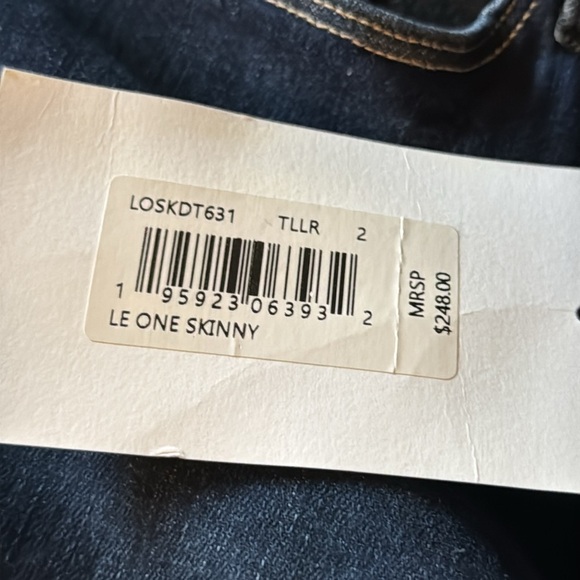 LOSKDT631 TLLR 2
1 95923 06393 2
LE ONE SKINNY
MRSP
$248.00